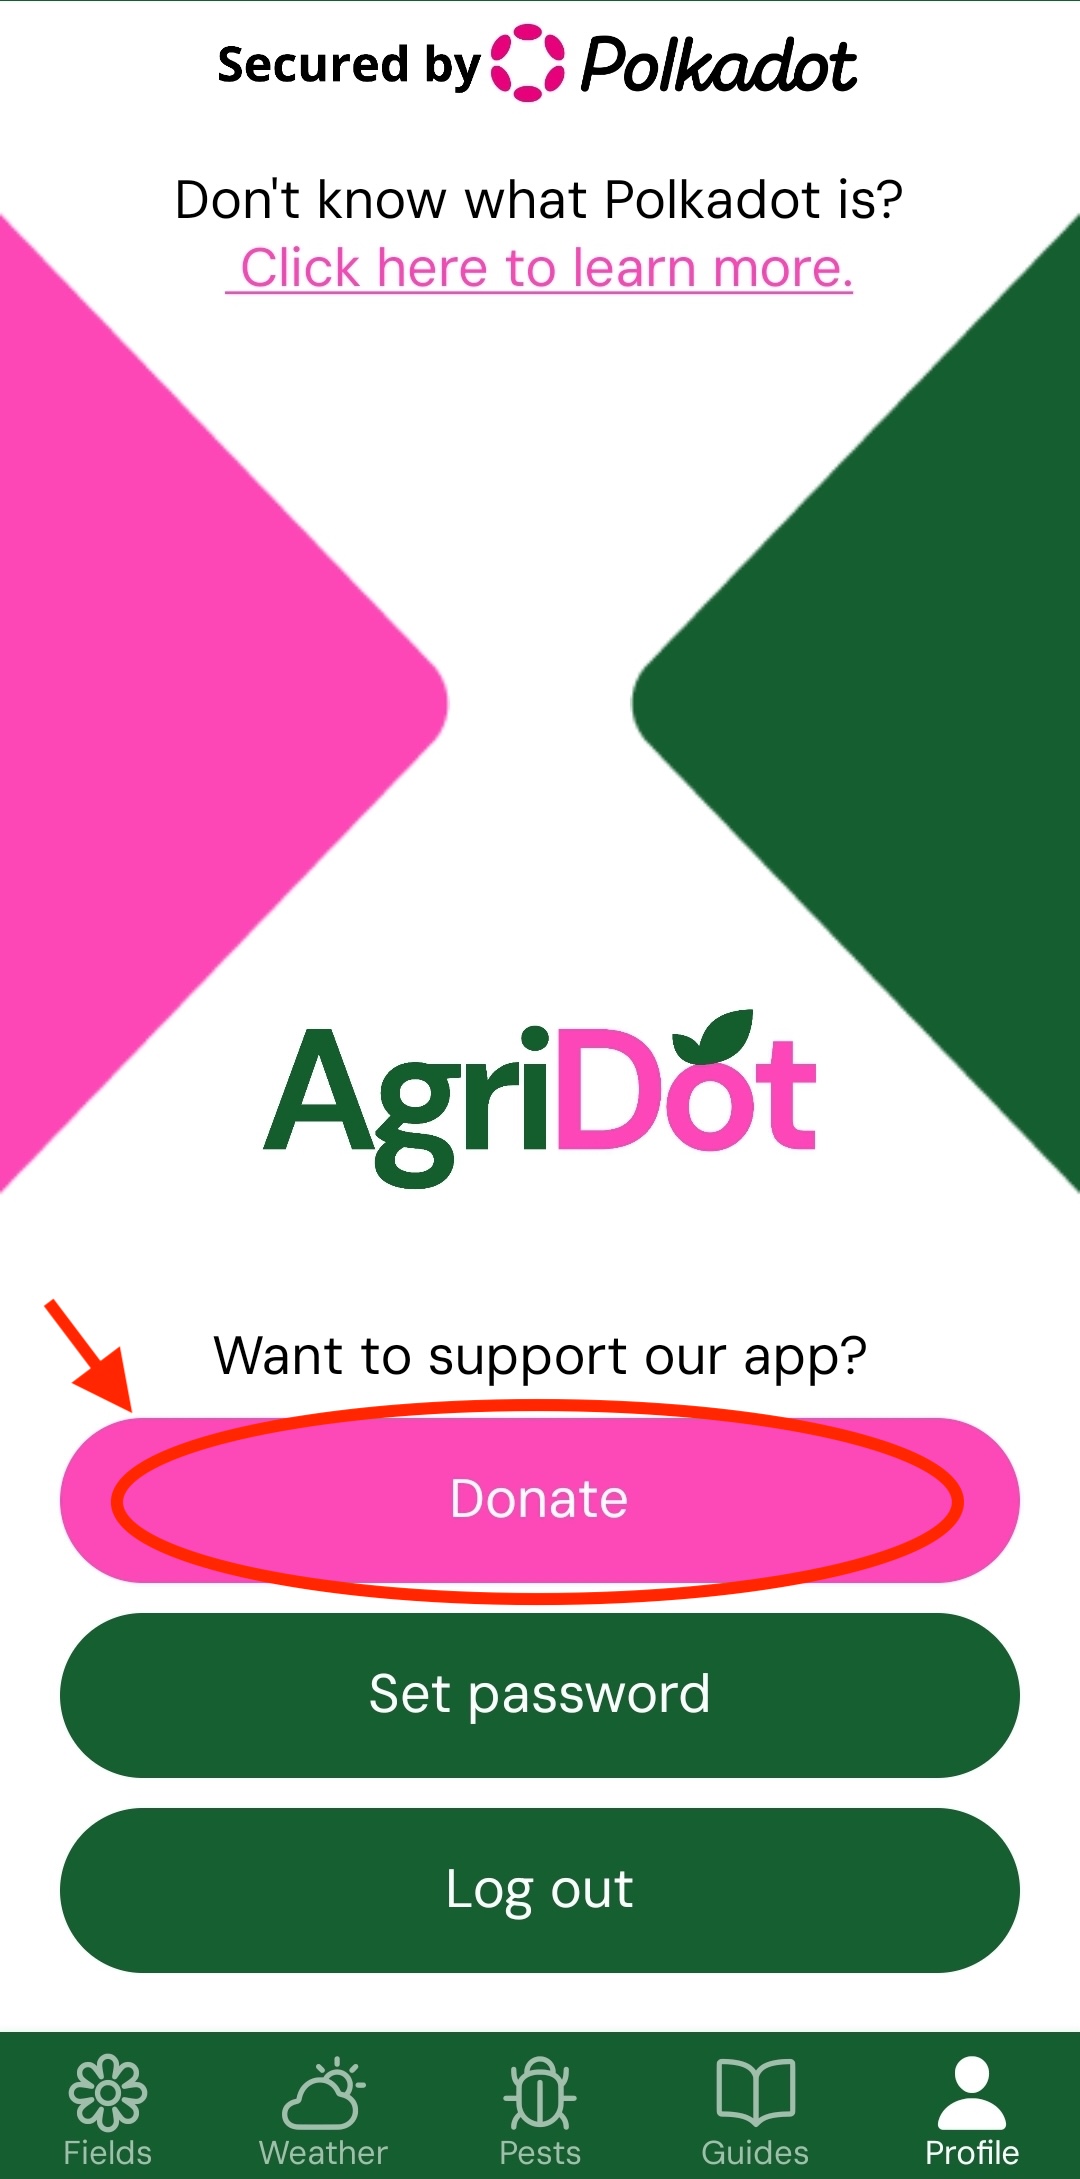 Secured by Polkadot
Don't know what Polkadot is?
Click here to learn more.
AgriDot
Want to support our app?
Donate
Set password
Log out
Fields Weather Pests Guides Profile